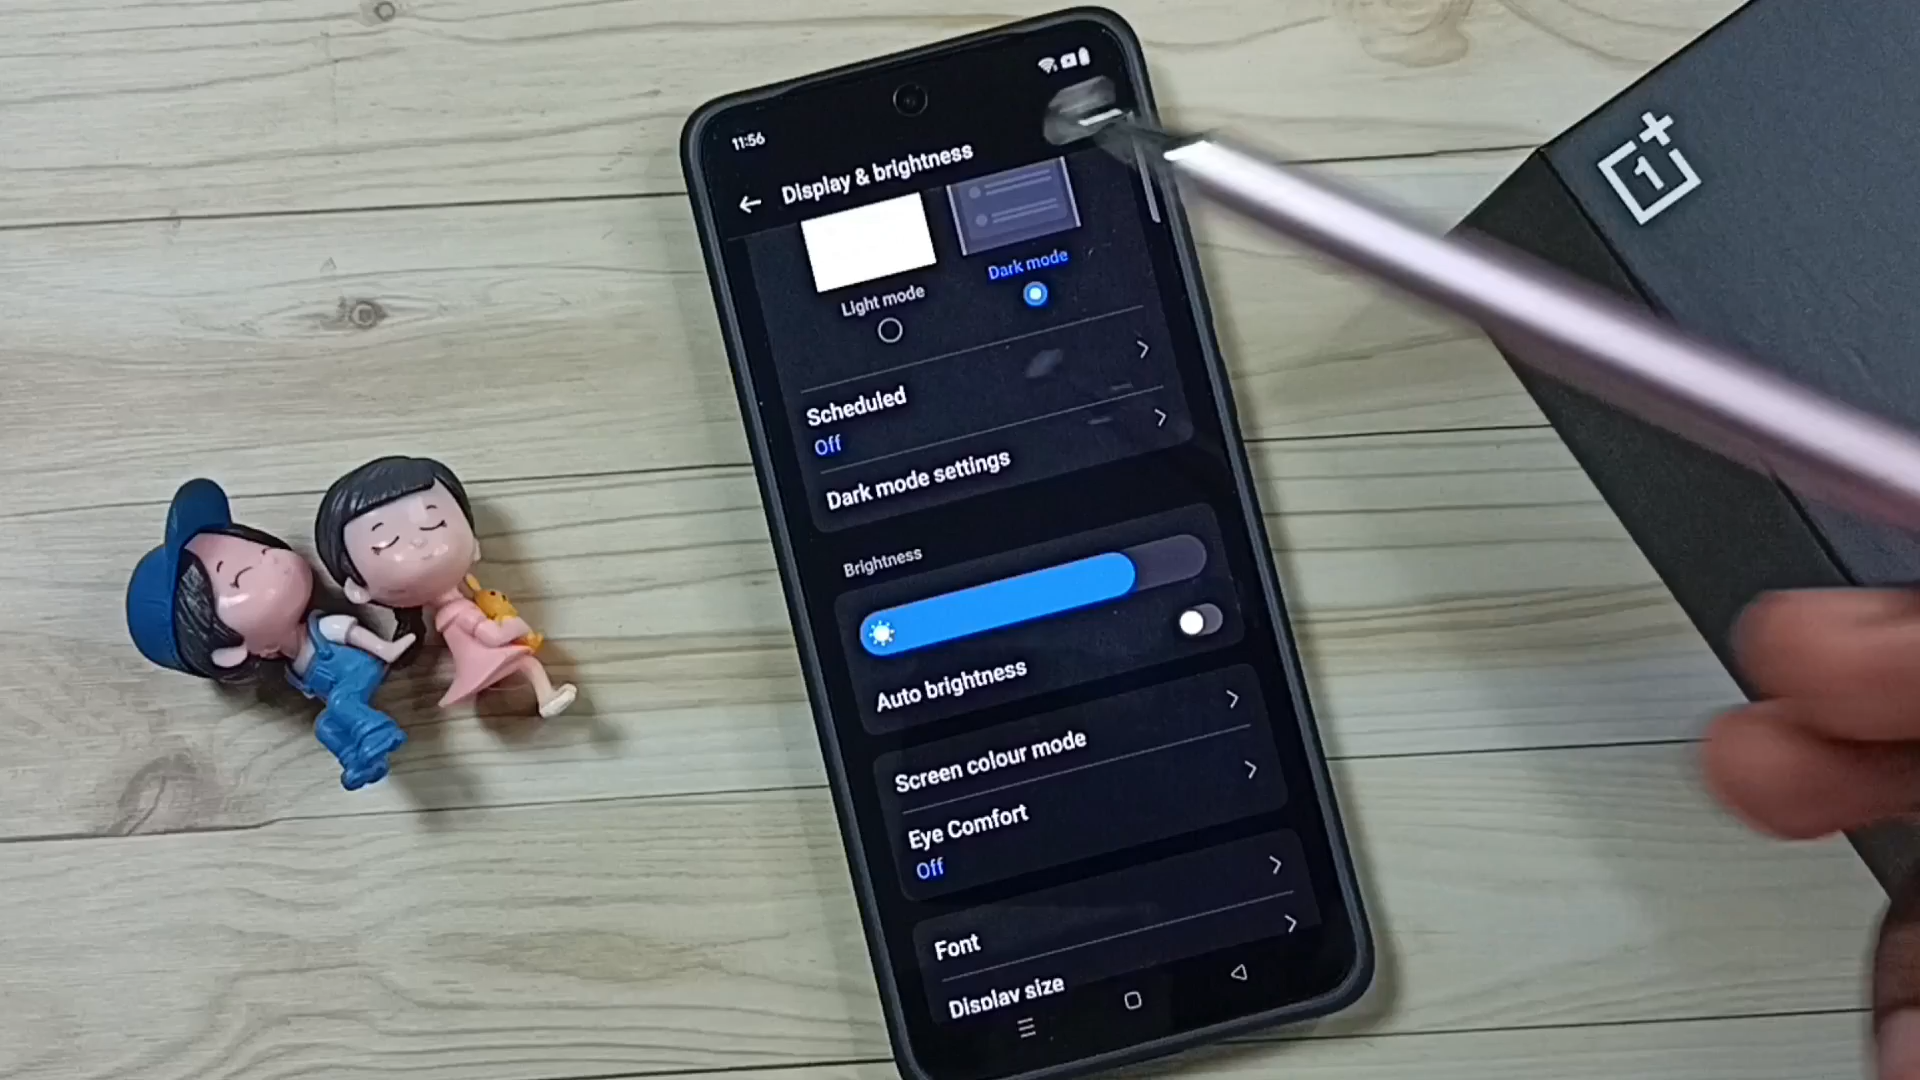 11:56
Display & brightness
Light mode
Dark mode
Scheduled
Off
Dark mode settings
Brightness
Auto brightness
Screen colour mode
Eye Comfort
Off
Font
Display size
1+